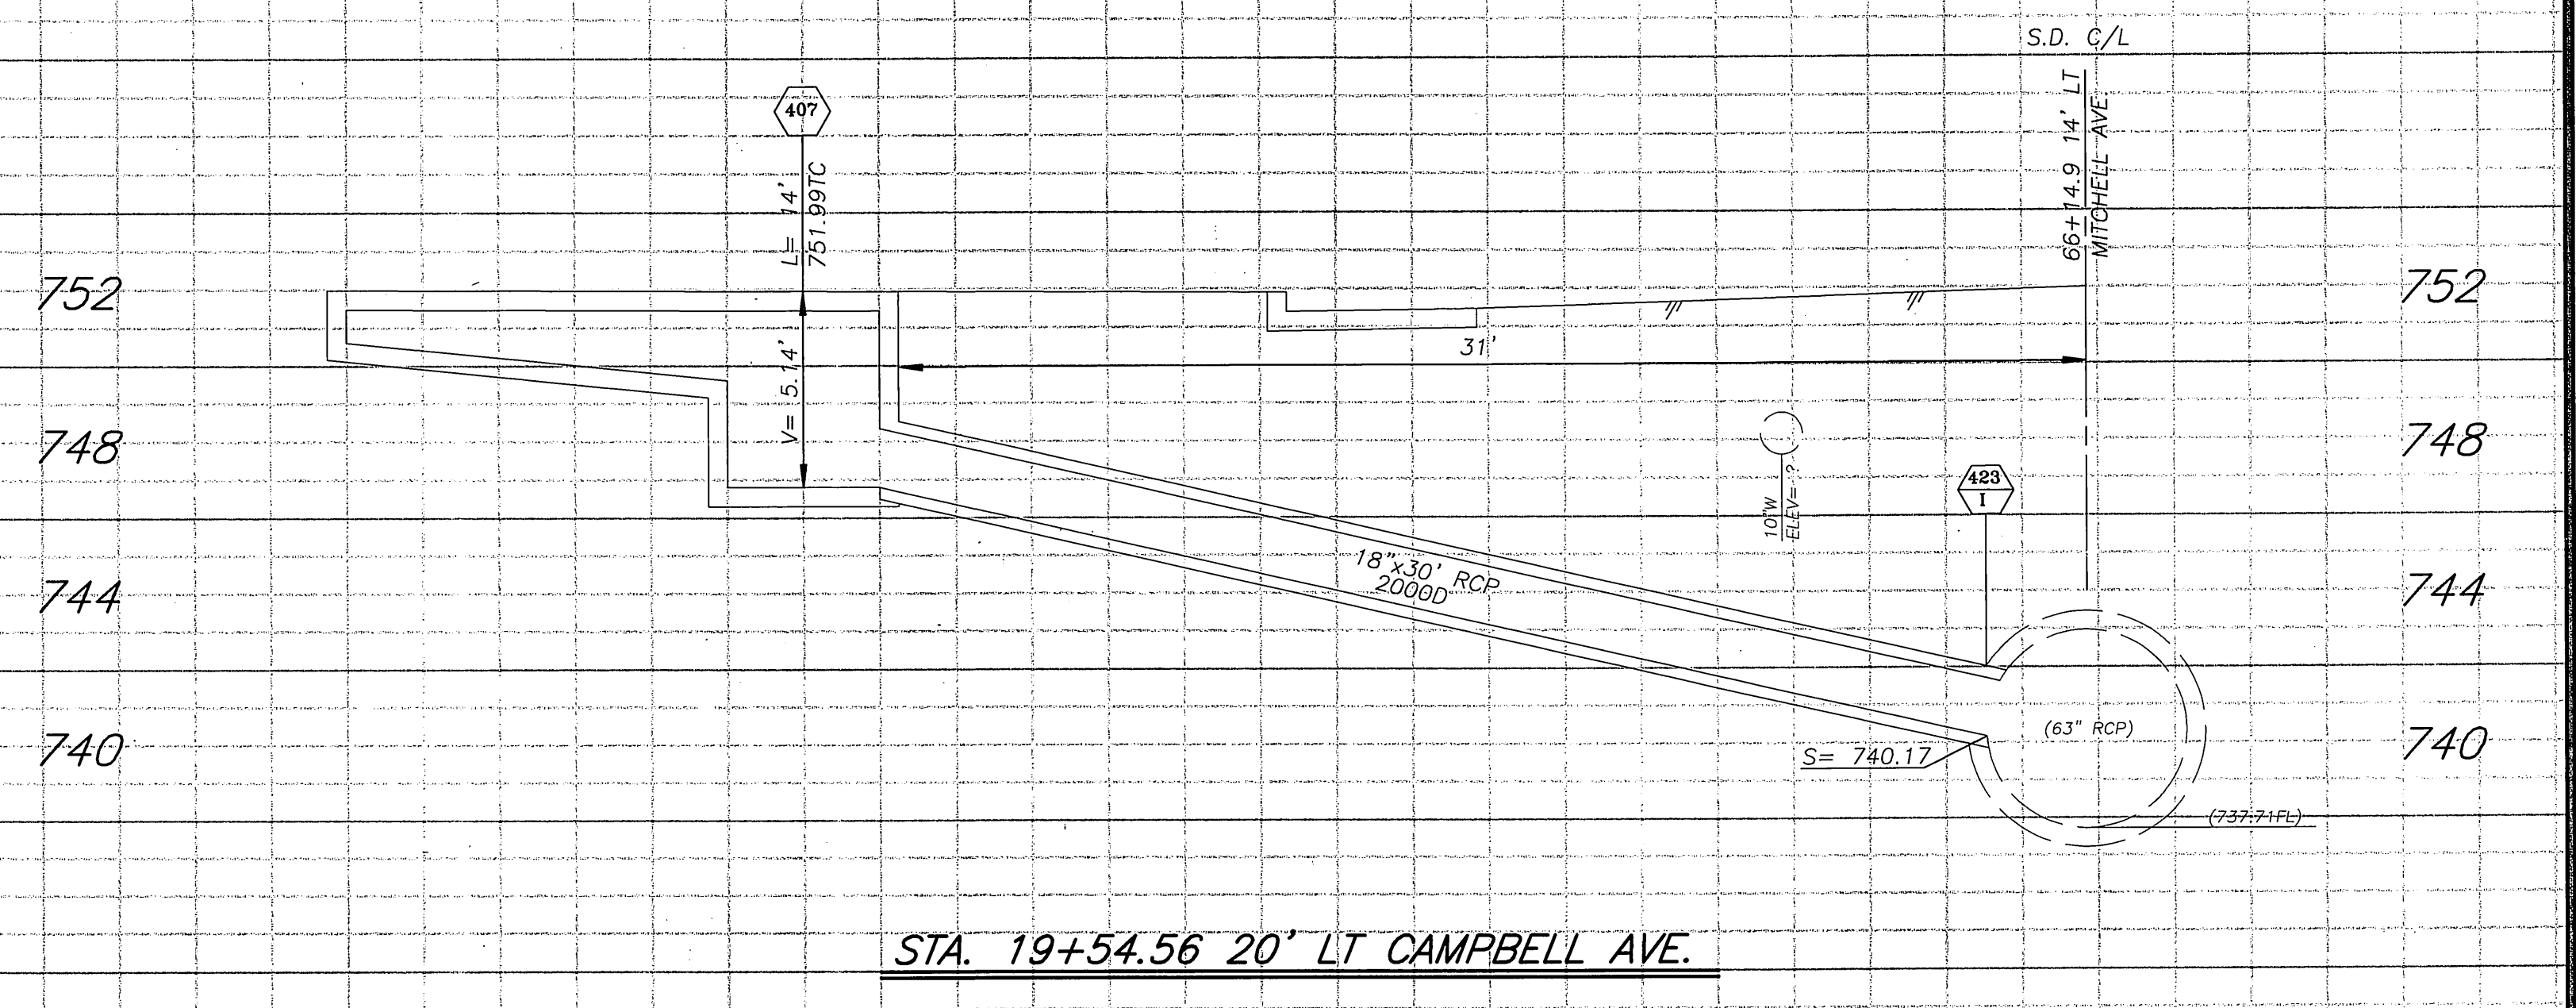 S.D. C/L
66+14.9 14' LT
MITCHELL AVE.
407
L= 14'
751.99TC
752
752
31'
V= 5.14'
748
748
10"W
ELEV= ?
423
I
18"x30' RCP
2000D
744
744
740
740
(63" RCP)
S= 740.17
(737.71FL)
STA. 19+54.56 20' LT CAMPBELL AVE.